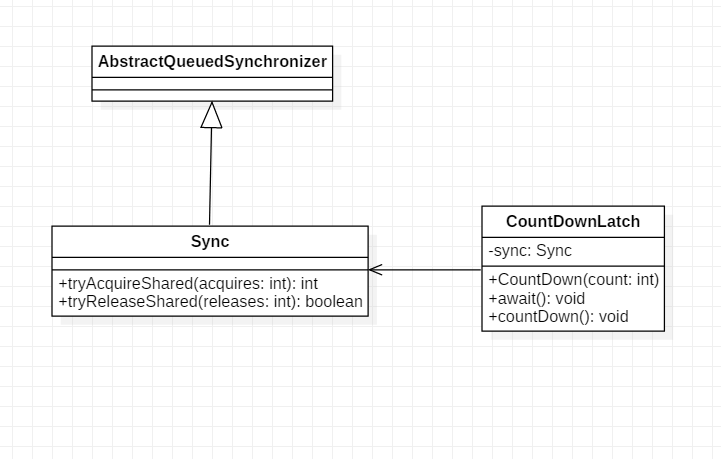 AbstractQueuedSynchronizer
Sync
+tryAcquireShared(acquires: int): int
+tryReleaseShared(releases: int): boolean
CountDownLatch
-sync: Sync
+CountDown(count: int)
+await(): void
+countDown(): void